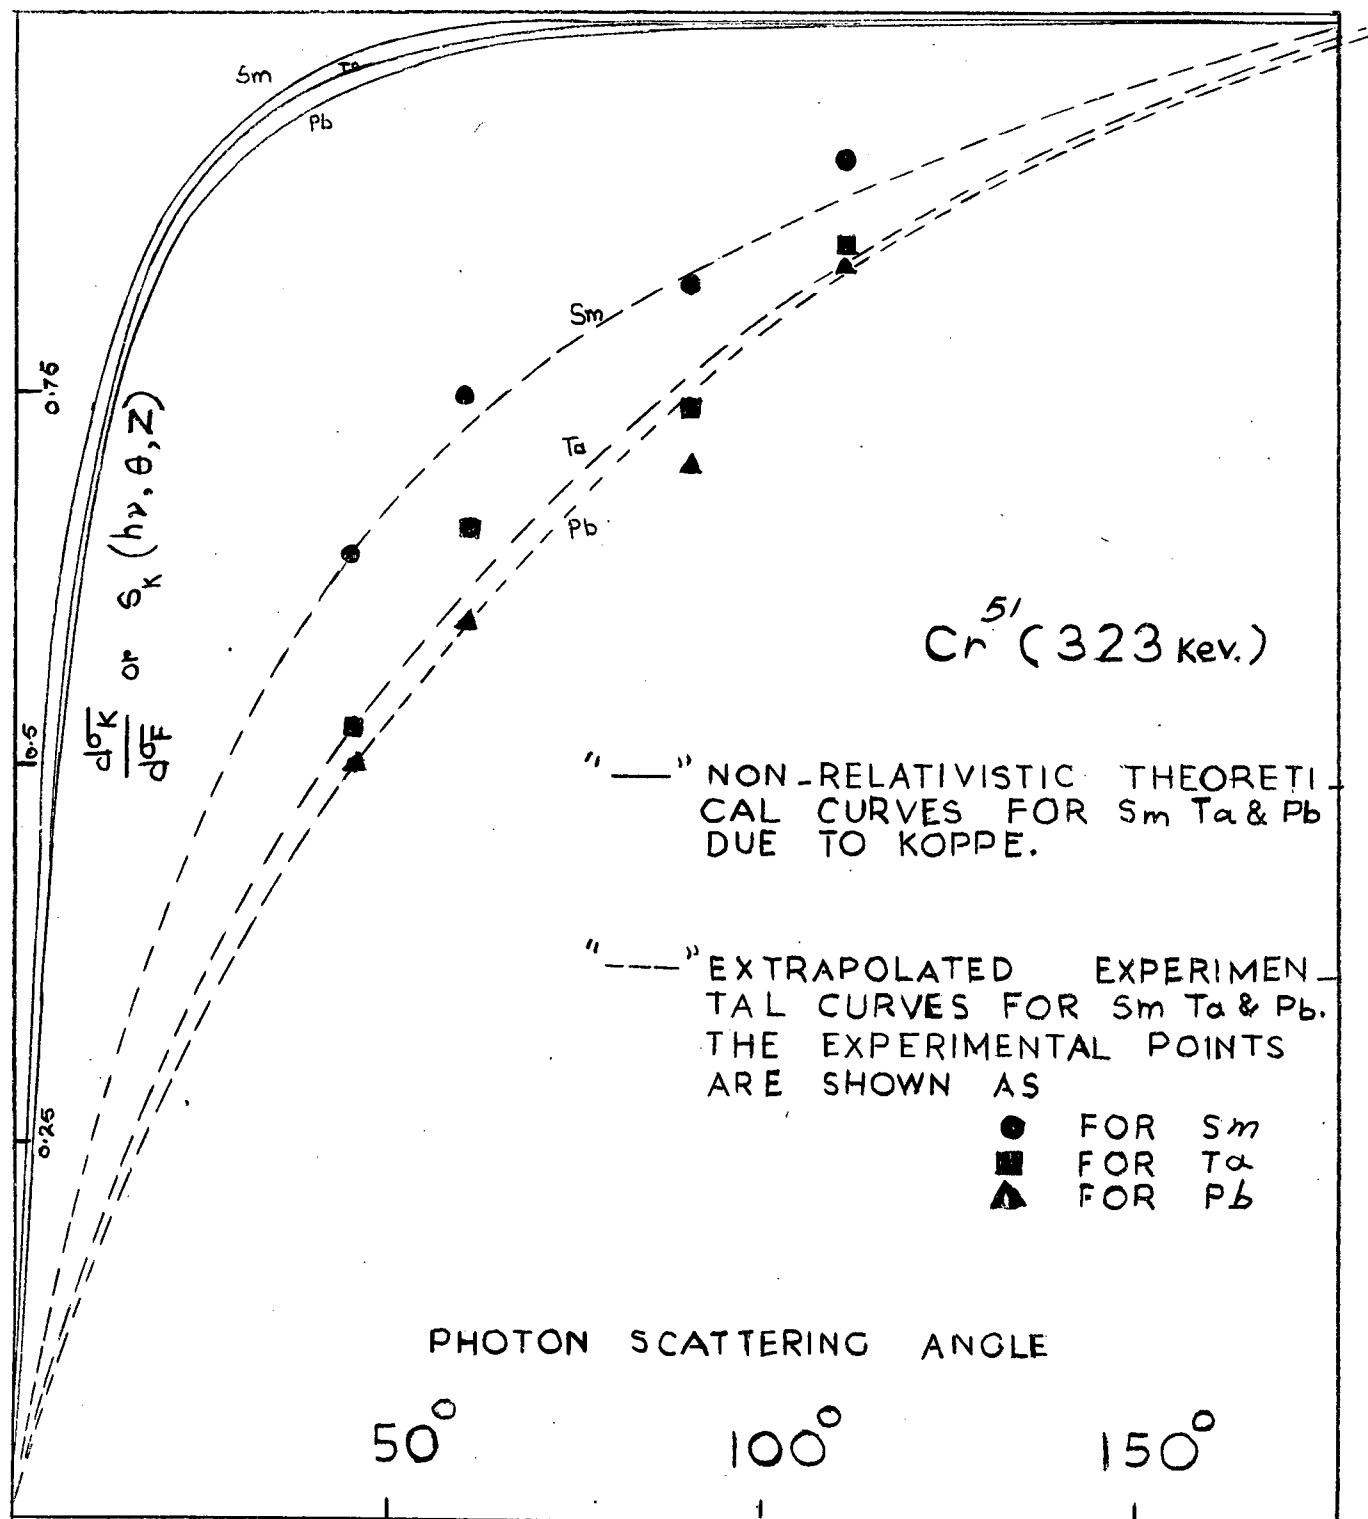 Sm
Ta
Pb
0.75
Sm
Ta
Pb
dσK/dσF or SK (hν, θ, Z)
0.5
Cr51 (323 Kev.)
"—" NON-RELATIVISTIC THEORETI-
CAL CURVES FOR Sm Ta & Pb
DUE TO KOPPE.
"----" EXTRAPOLATED EXPERIMEN-
TAL CURVES FOR Sm Ta & Pb.
THE EXPERIMENTAL POINTS
ARE SHOWN AS
● FOR Sm
■ FOR Ta
▲ FOR Pb
0.25
PHOTON SCATTERING ANGLE
50° 100° 150°